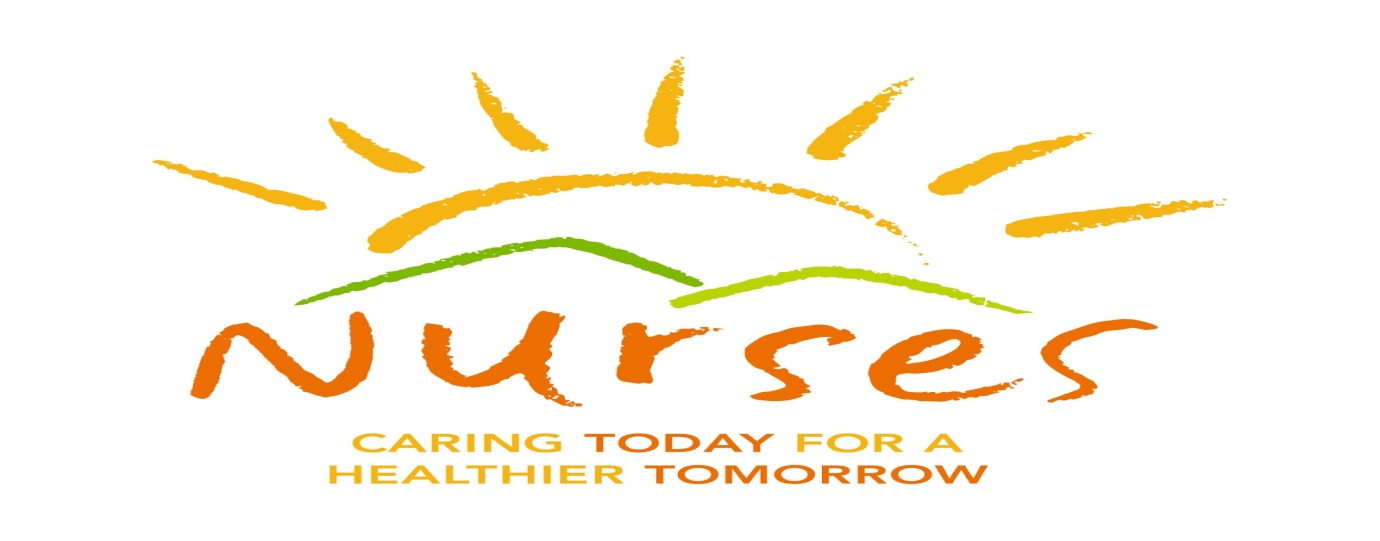 Nurses
CARING TODAY FOR A
HEALTHIER TOMORROW